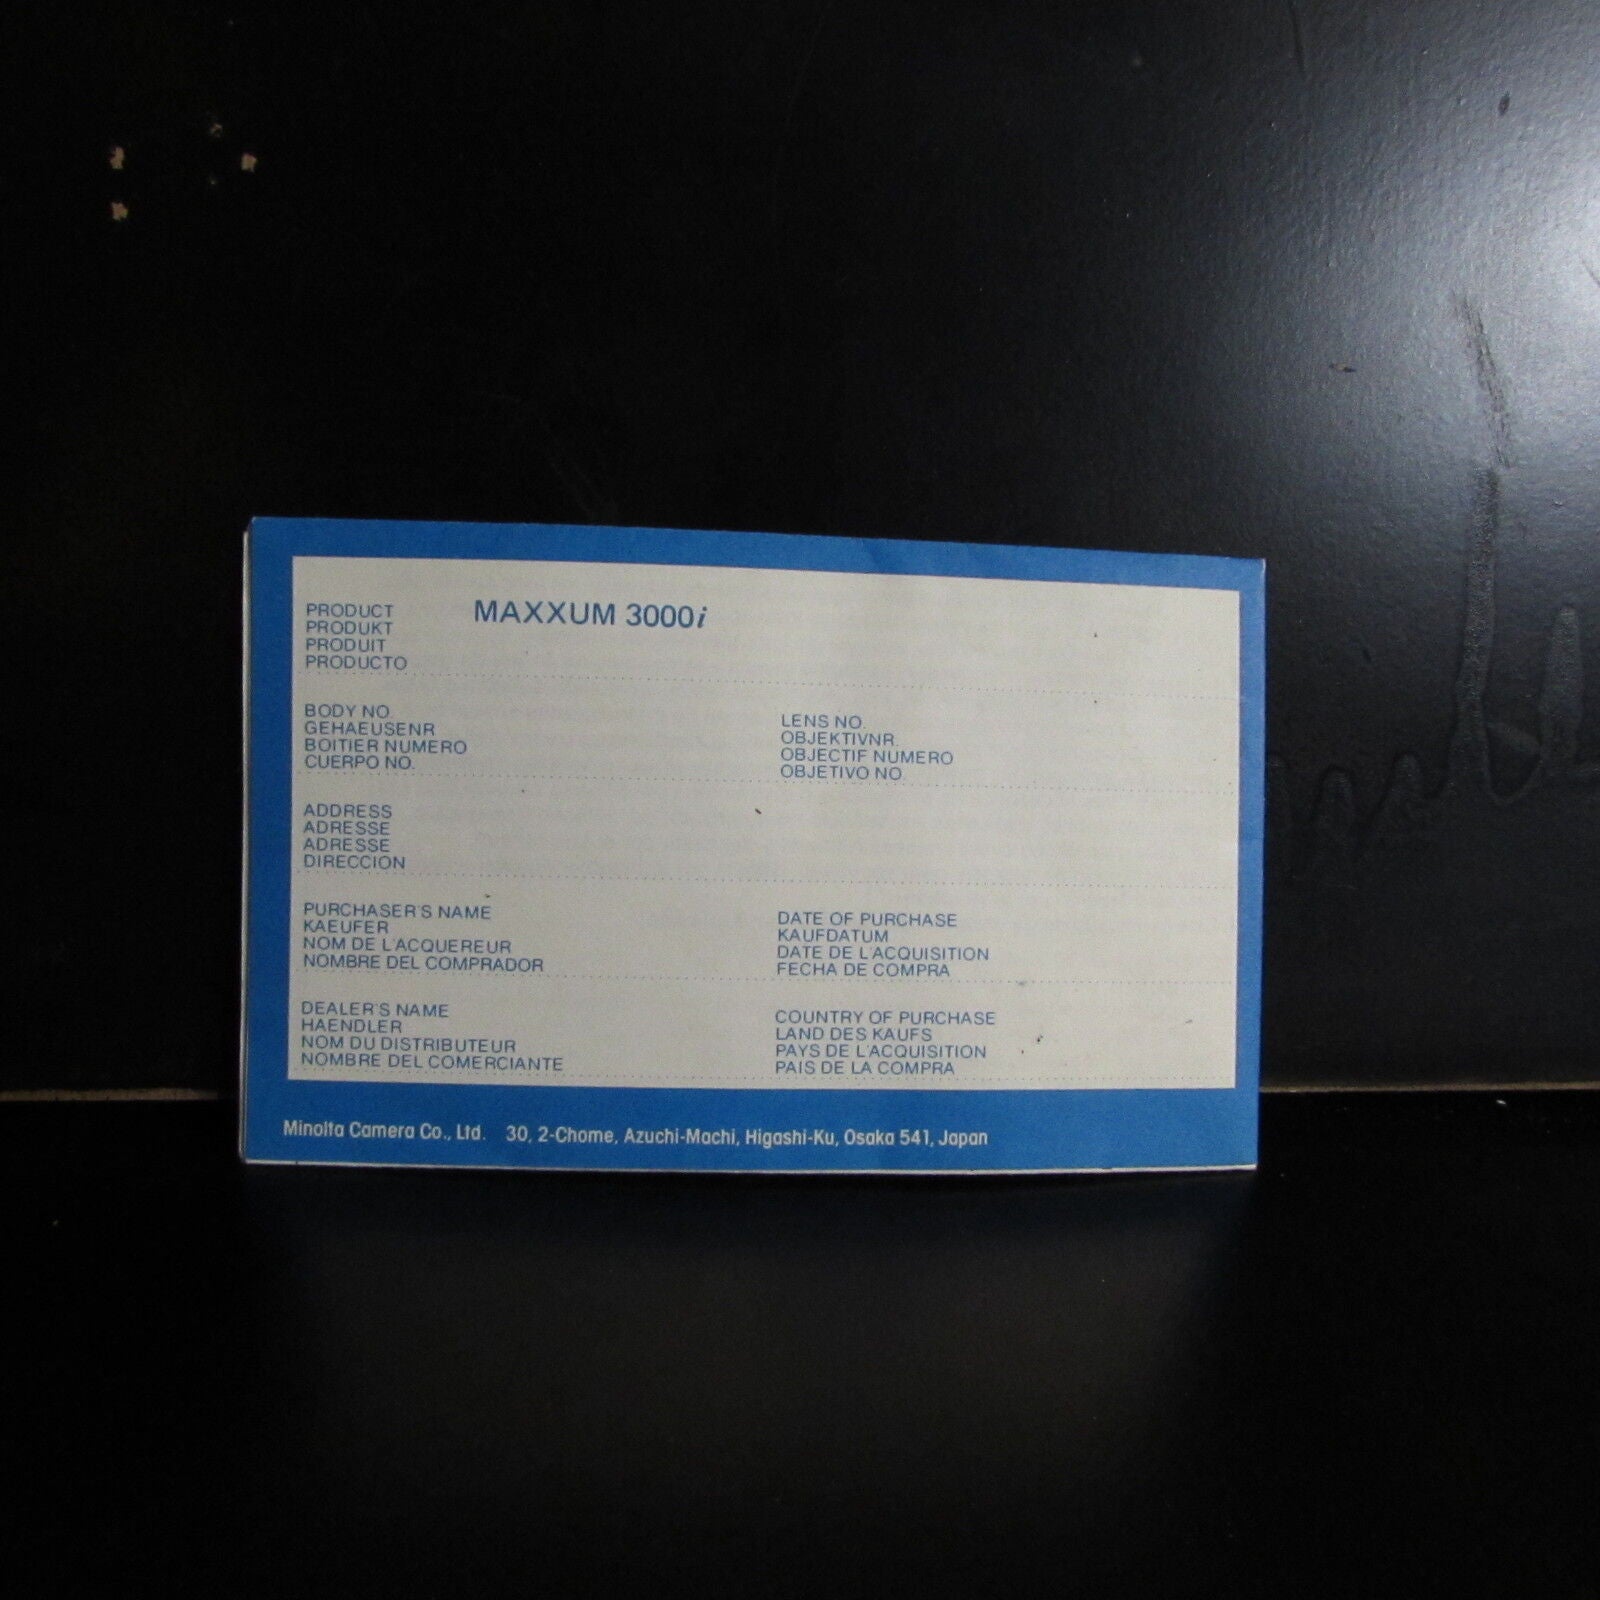 PRODUCT MAXXUM 3000i
PRODUKT
PRODUIT
PRODUCTO
BODY NO.
GEHAEUSENR
BOITIER NUMERO
CUERPO NO.
LENS NO.
OBJEKTIVNR.
OBJECTIF NUMERO
OBJETIVO NO.
ADDRESS
ADRESSE
ADRESSE
DIRECCION
PURCHASER'S NAME
KAEUFER
NOM DE L'ACQUEREUR
NOMBRE DEL COMPRADOR
DATE OF PURCHASE
KAUFDATUM
DATE DE L'ACQUISITION
FECHA DE COMPRA
DEALER'S NAME
HAENDLER
NOM DU DISTRIBUTEUR
NOMBRE DEL COMERCIANTE
COUNTRY OF PURCHASE
LAND DES KAUFS
PAYS DE L'ACQUISITION
PAIS DE LA COMPRA
Minolta Camera Co., Ltd. 30, 2-Chome, Azuchi-Machi, Higashi-Ku, Osaka 541, Japan